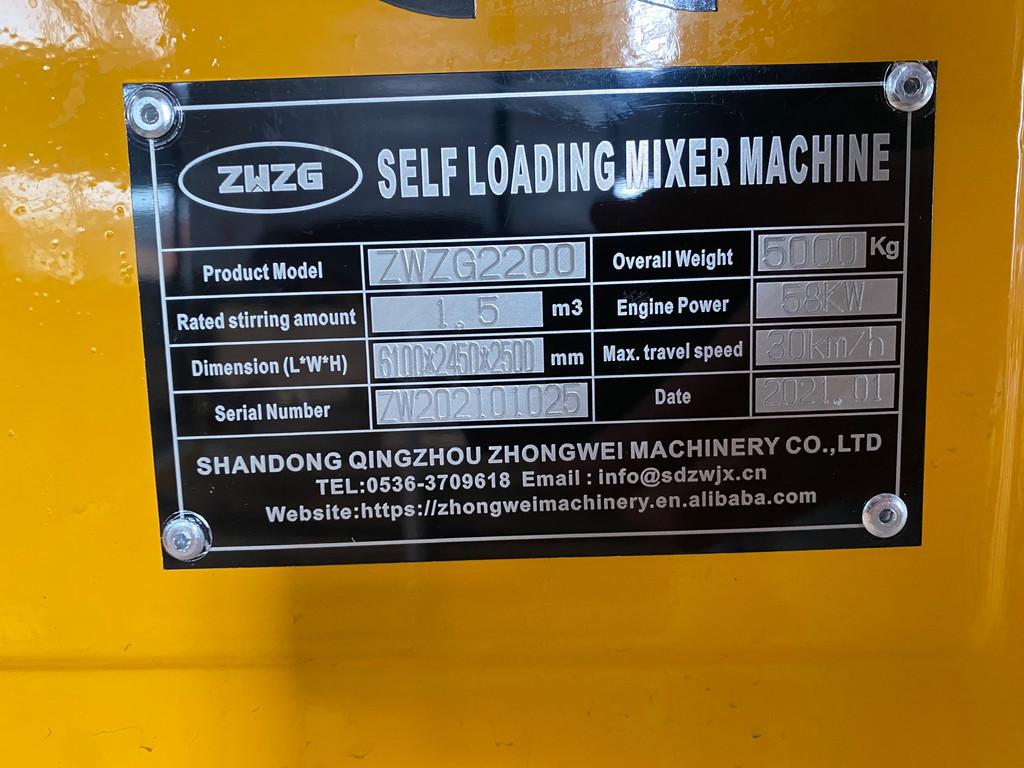 ZWZG SELF LOADING MIXER MACHINE
Product Model ZWZG2200 Overall Weight 5000 Kg
Rated stirring amount 1,5 m3 Engine Power 58KW
Dimension (L*W*H) 6100x2450x2500 mm Max. travel speed 30km/h
Serial Number ZW202101025 Date 2021.01
SHANDONG QINGZHOU ZHONGWEI MACHINERY CO.,LTD
TEL:0536-3709618 Email : info@sdzwjx.cn
Website:https://zhongweimachinery.en.alibaba.com